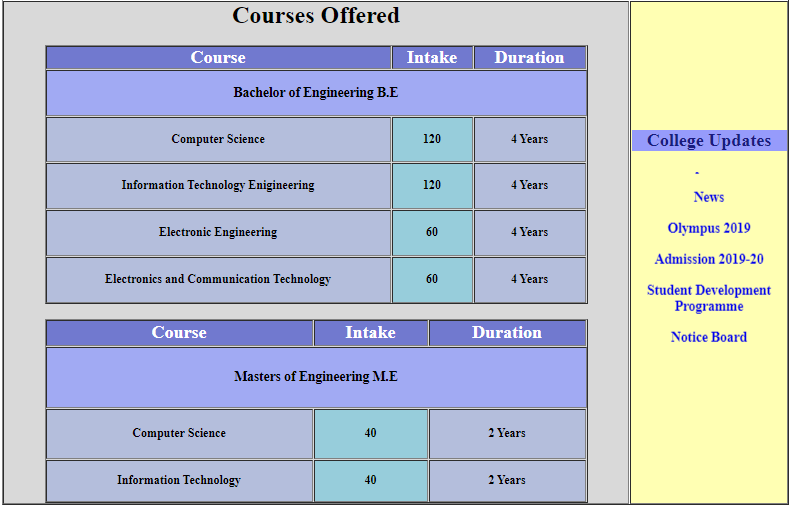 Courses Offered
Course Intake Duration
Bachelor of Engineering B.E
Computer Science 120 4 Years
Information Technology Enigineering 120 4 Years
Electronic Engineering 60 4 Years
Electronics and Communication Technology 60 4 Years
Course Intake Duration
Masters of Engineering M.E
Computer Science 40 2 Years
Information Technology 40 2 Years
College Updates
-
News
Olympus 2019
Admission 2019-20
Student Development
Programme
Notice Board